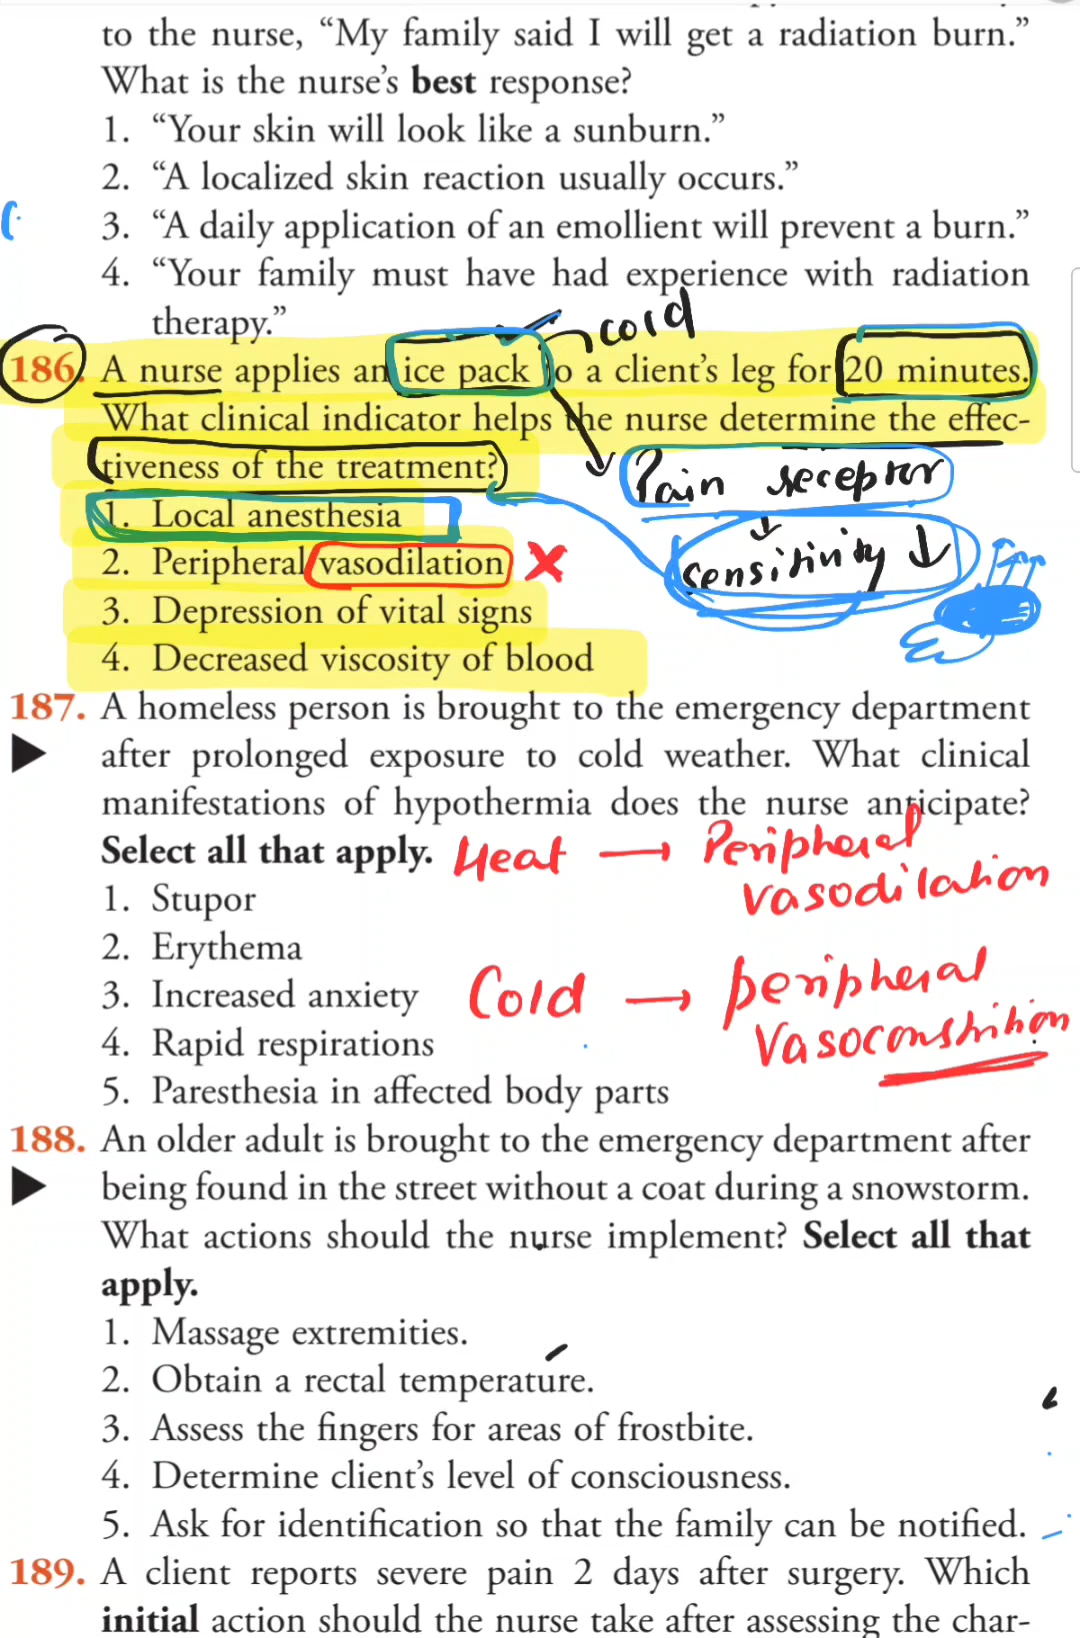 to the nurse, “My family said I will get a radiation burn.”
What is the nurse’s best response?
1. “Your skin will look like a sunburn.”
2. “A localized skin reaction usually occurs.”
3. “A daily application of an emollient will prevent a burn.”
4. “Your family must have had experience with radiation
therapy.”
cold
186. A nurse applies an ice pack to a client’s leg for 20 minutes.
What clinical indicator helps the nurse determine the effec-
tiveness of the treatment?
Pain receptor
1. Local anesthesia
sensitivity ↓
2. Peripheral vasodilation X
3. Depression of vital signs
4. Decreased viscosity of blood
187. A homeless person is brought to the emergency department
after prolonged exposure to cold weather. What clinical
manifestations of hypothermia does the nurse anticipate?
Select all that apply.
Heat → Peripheral
vasodilation
1. Stupor
2. Erythema
3. Increased anxiety
Cold → peripheral
Vasoconstriction
4. Rapid respirations
5. Paresthesia in affected body parts
188. An older adult is brought to the emergency department after
being found in the street without a coat during a snowstorm.
What actions should the nurse implement? Select all that
apply.
1. Massage extremities.
2. Obtain a rectal temperature.
3. Assess the fingers for areas of frostbite.
4. Determine client’s level of consciousness.
5. Ask for identification so that the family can be notified.
189. A client reports severe pain 2 days after surgery. Which
initial action should the nurse take after assessing the char-